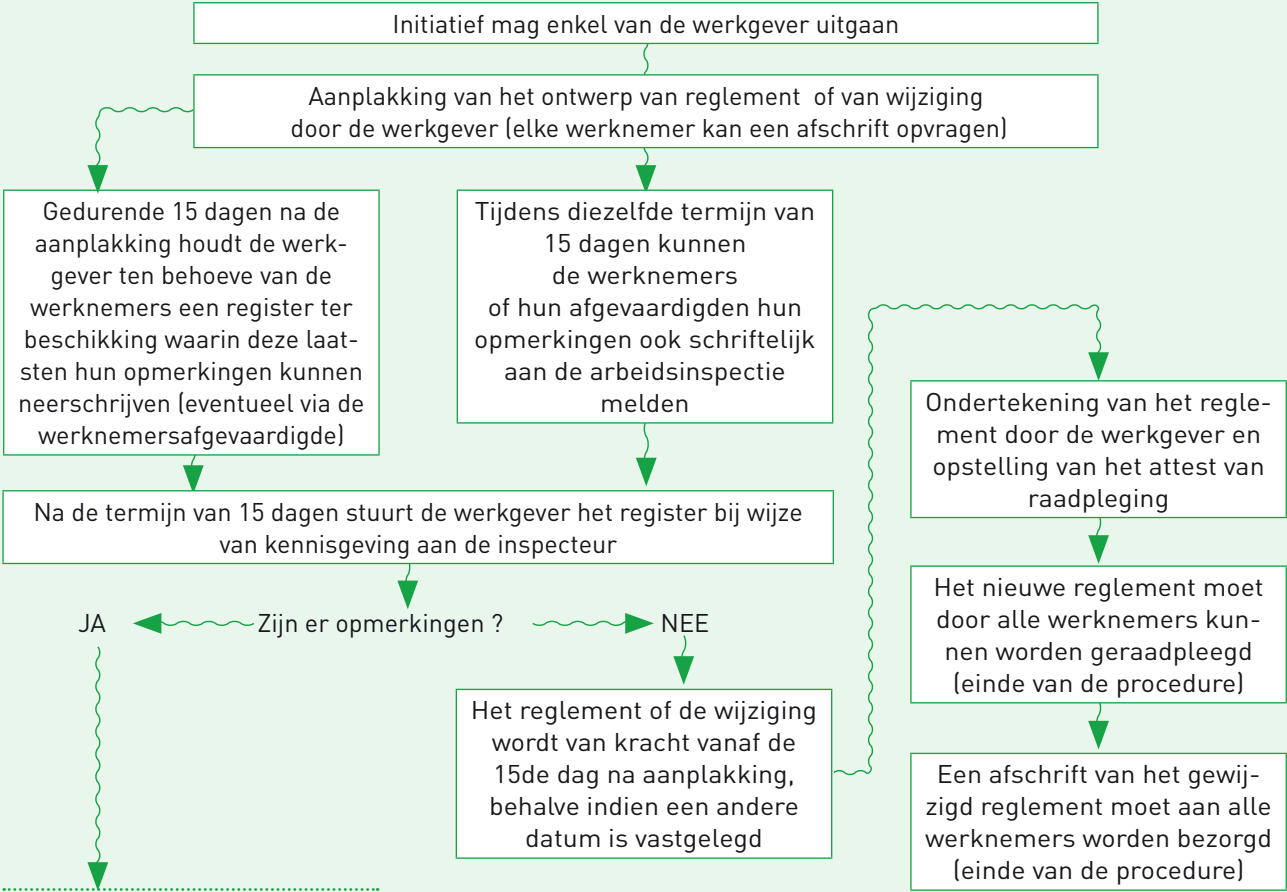 Initiatief mag enkel van de werkgever uitgaan
Aanplakking van het ontwerp van reglement of van wijziging
door de werkgever (elke werknemer kan een afschrift opvragen)
Gedurende 15 dagen na de
aanplakking houdt de werk-
gever ten behoeve van de
werknemers een register ter
beschikking waarin deze laat-
sten hun opmerkingen kunnen
neerschrijven (eventueel via de
werknemersafgevaardigde)
Tijdens diezelfde termijn van
15 dagen kunnen
de werknemers
of hun afgevaardigden hun
opmerkingen ook schriftelijk
aan de arbeidsinspectie
melden
Na de termijn van 15 dagen stuurt de werkgever het register bij wijze
van kennisgeving aan de inspecteur
JA
Zijn er opmerkingen ?
NEE
Het reglement of de wijziging
wordt van kracht vanaf de
15de dag na aanplakking,
behalve indien een andere
datum is vastgelegd
Ondertekening van het regle-
ment door de werkgever en
opstelling van het attest van
raadpleging
Het nieuwe reglement moet
door alle werknemers kun-
nen worden geraadpleegd
(einde van de procedure)
Een afschrift van het gewij-
zigd reglement moet aan alle
werknemers worden bezorgd
(einde van de procedure)